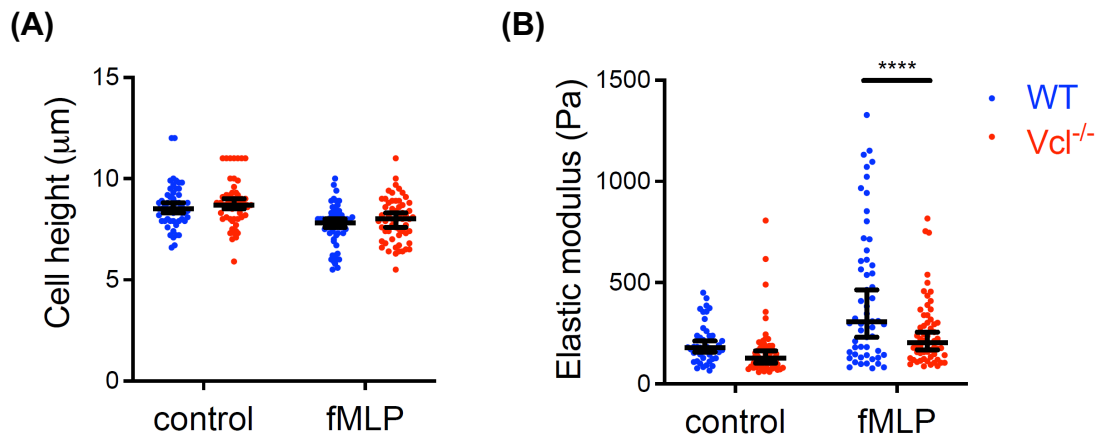 (A)
Cell height (μm)
15
10
5
0
control
fMLP
(B)
Elastic modulus (Pa)
1500
1000
500
0
****
control
fMLP
WT
Vcl-/-